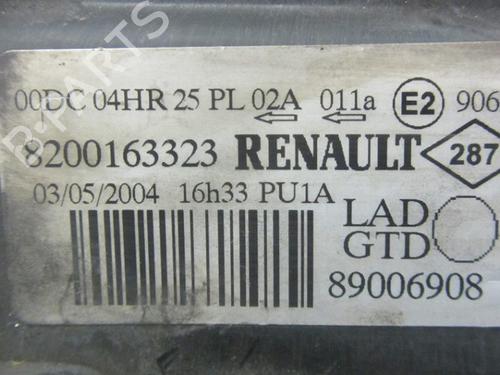 B-PARTS
00DC 04HR 25 PL 02A 011a E2 906
8200163323 RENAULT 287
03/05/2004 16h33 PU1A
LAD
GTD
89006908